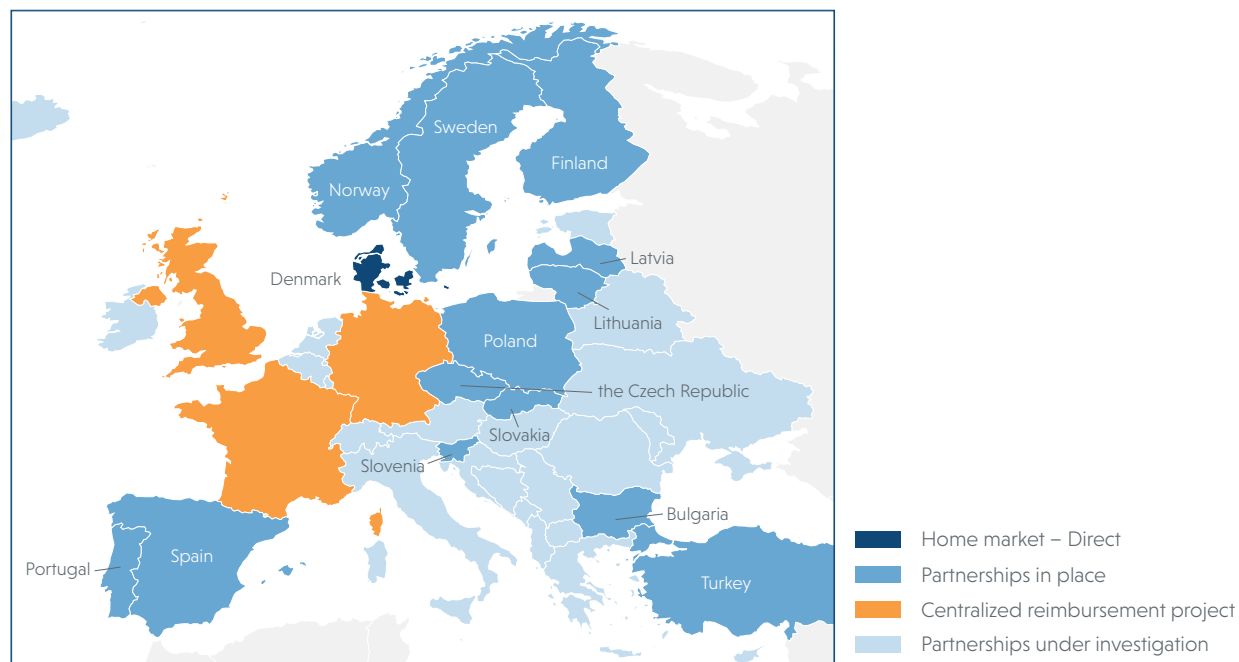 Sweden
Finland
Norway
Latvia
Denmark
Lithuania
Poland
the Czech Republic
Slovakia
Slovenia
Bulgaria
Spain
Portugal
Turkey
Home market – Direct
Partnerships in place
Centralized reimbursement project
Partnerships under investigation